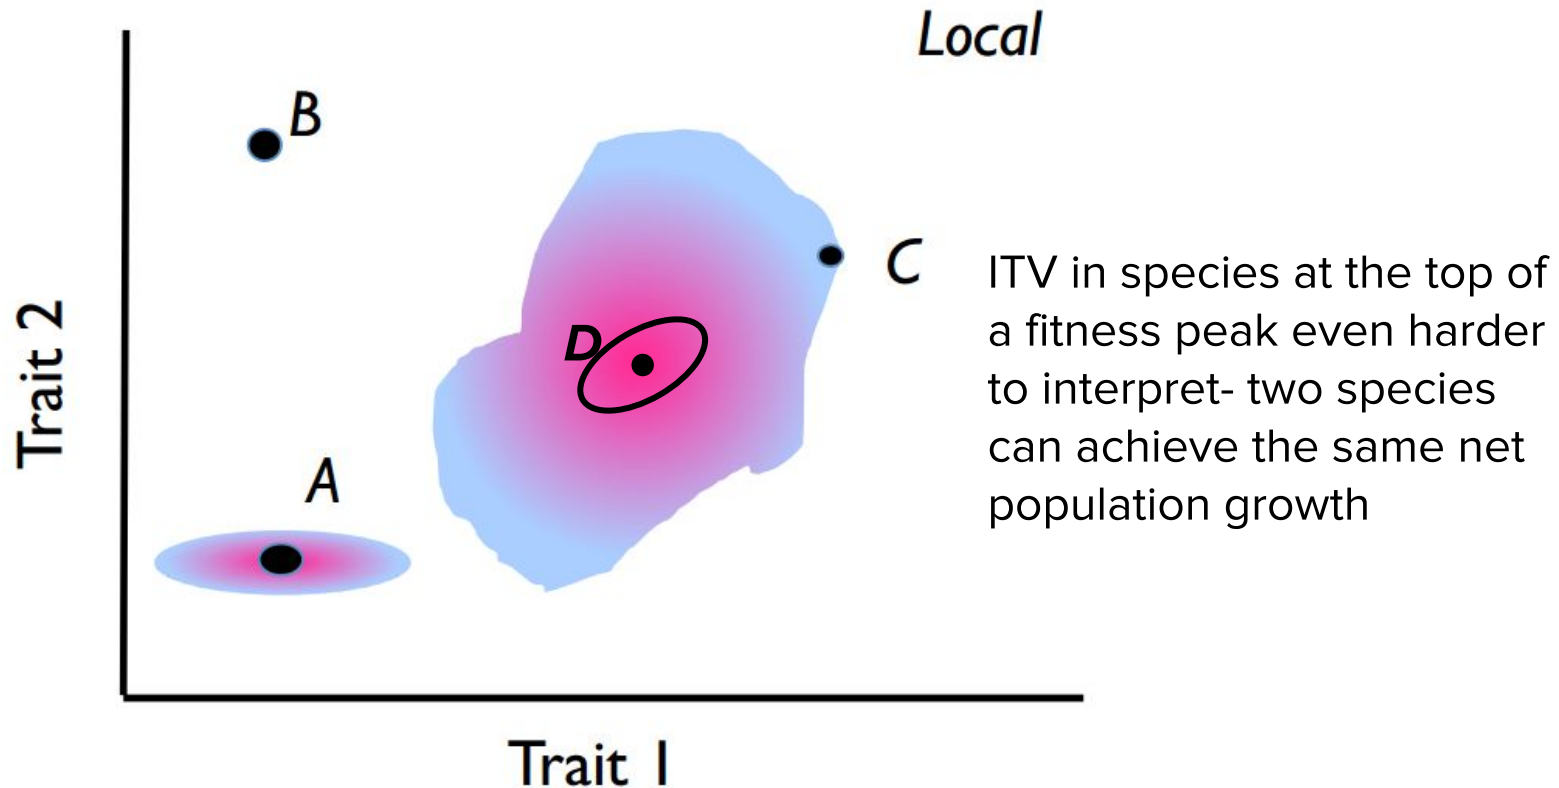 Local
B
C
ITV in species at the top of
a fitness peak even harder
to interpret- two species
can achieve the same net
population growth
D
Trait 2
A
Trait 1